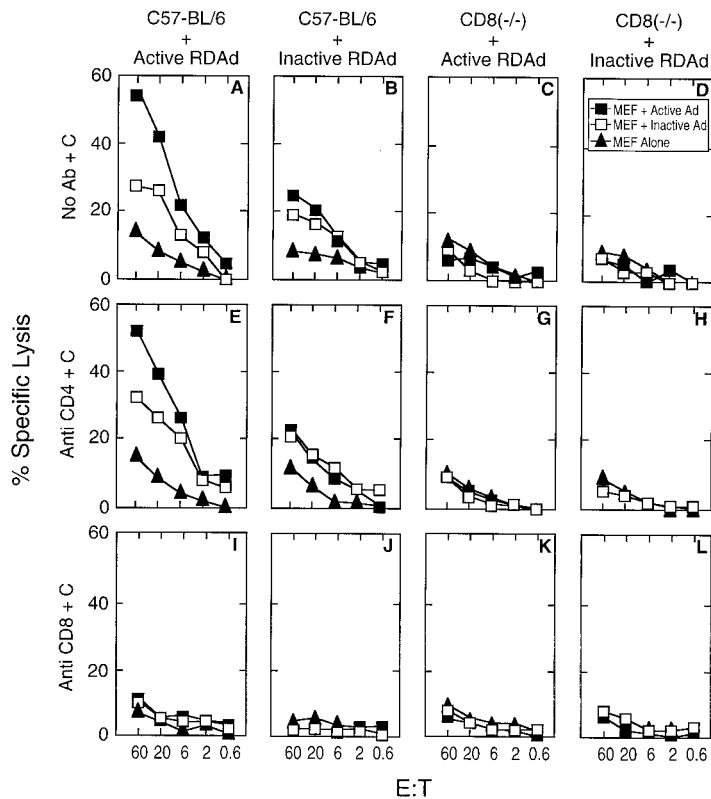 C57-BL/6
+
Active RDAd
C57-BL/6
+
Inactive RDAd
CD8(-/-)
+
Active RDAd
CD8(-/-)
+
Inactive RDAd
% Specific Lysis
No Ab + C
60
40
20
0
A
B
C
D
MEF + Active Ad
MEF + Inactive Ad
MEF Alone
Anti CD4 + C
60
40
20
0
E
F
G
H
Anti CD8 + C
60
40
20
0
I
J
K
L
60 20 6 2 0.6
60 20 6 2 0.6
60 20 6 2 0.6
60 20 6 2 0.6
E:T